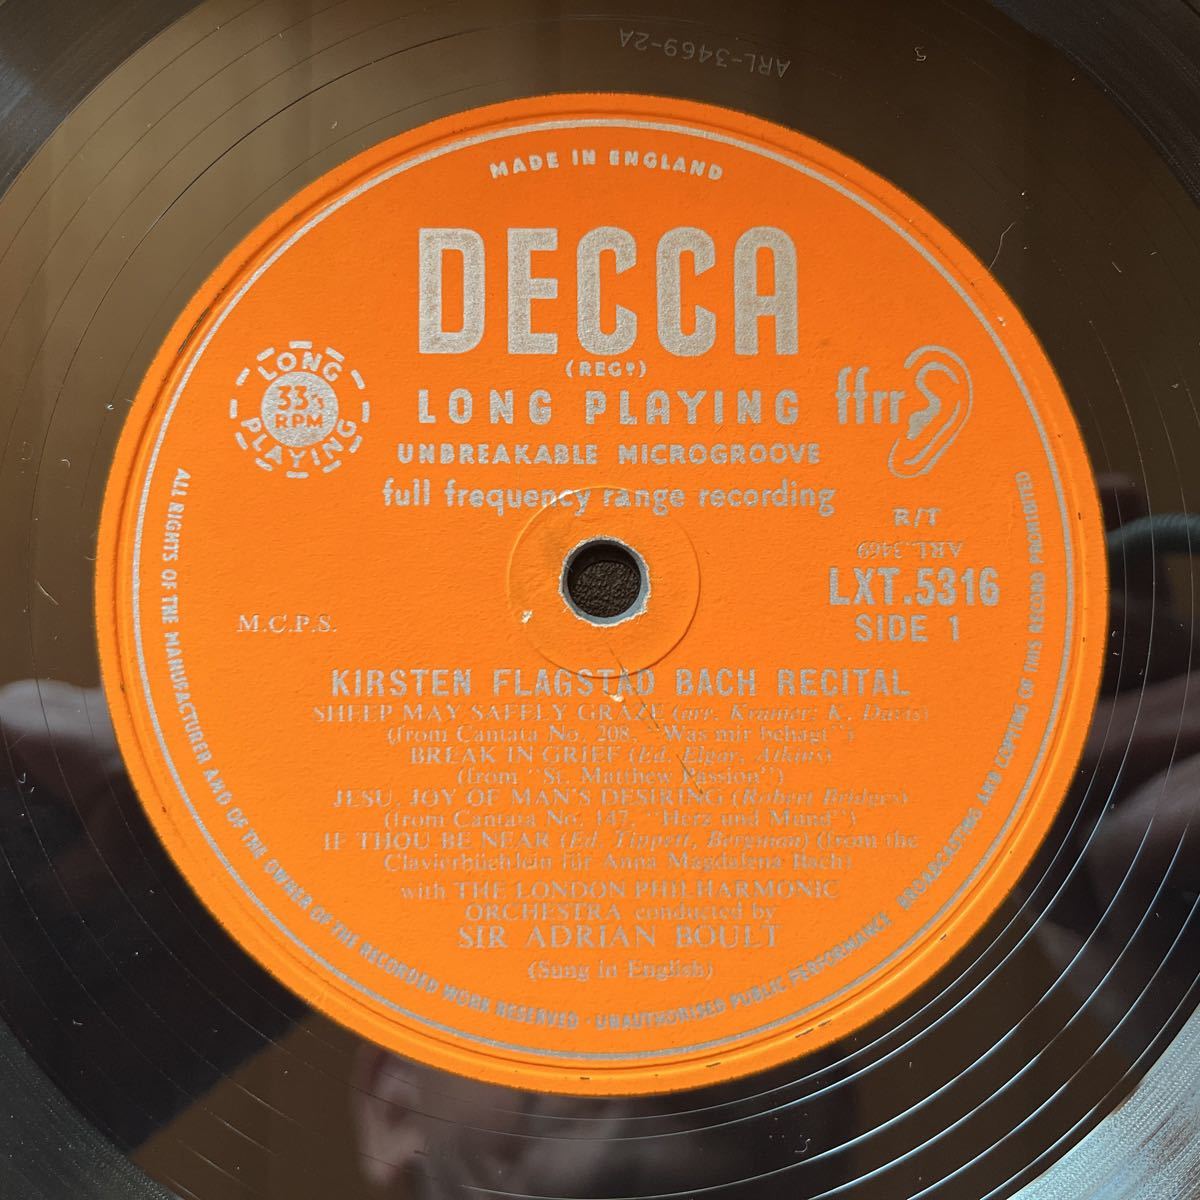 ARL-3469-2A
MADE IN ENGLAND
DECCA
(REGD)
LONG PLAYING
33⅓
RPM
LONG PLAYING
ffrr
UNBREAKABLE MICROGROOVE
full frequency range recording
R/T
ARL.3469
LXT.5316
SIDE 1
M.C.P.S.
KIRSTEN FLAGSTAD BACH RECITAL
SHEEP MAY SAFELY GRAZE (arr. Kramer: K. Davis)
(from Cantata No. 208, "Was mir behagt")
BREAK IN GRIEF (Ed. Elgar, Atkins)
(from "St. Matthew Passion")
JESU, JOY OF MAN'S DESIRING (Robert Bridges)
(from Cantata No. 147, "Herz und Mund")
IF THOU BE NEAR (Ed. Tippett, Bergman) (from the
Clavierbüchlein für Anna Magdalena Bach)
with THE LONDON PHILHARMONIC
ORCHESTRA conducted by
SIR ADRIAN BOULT
(Sung in English)
ALL RIGHTS OF THE MANUFACTURER AND OF THE OWNER OF THE RECORDED WORK RESERVED · UNAUTHORISED PUBLIC PERFORMANCE · BROADCASTING AND COPYING OF THIS RECORD PROHIBITED